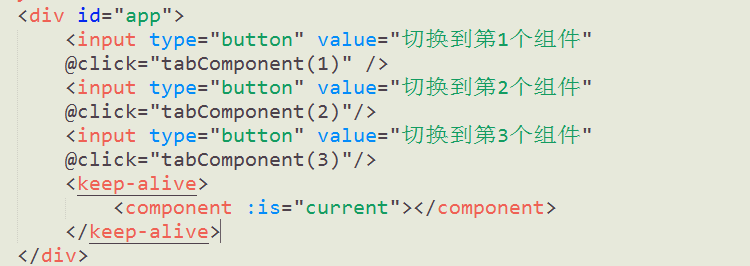 <div id="app">
<input type="button" value="切换到第1个组件"
@click="tabComponent(1)" />
<input type="button" value="切换到第2个组件"
@click="tabComponent(2)"/>
<input type="button" value="切换到第3个组件"
@click="tabComponent(3)"/>
<keep-alive>
<component :is="current"></component>
</keep-alive>
</div>